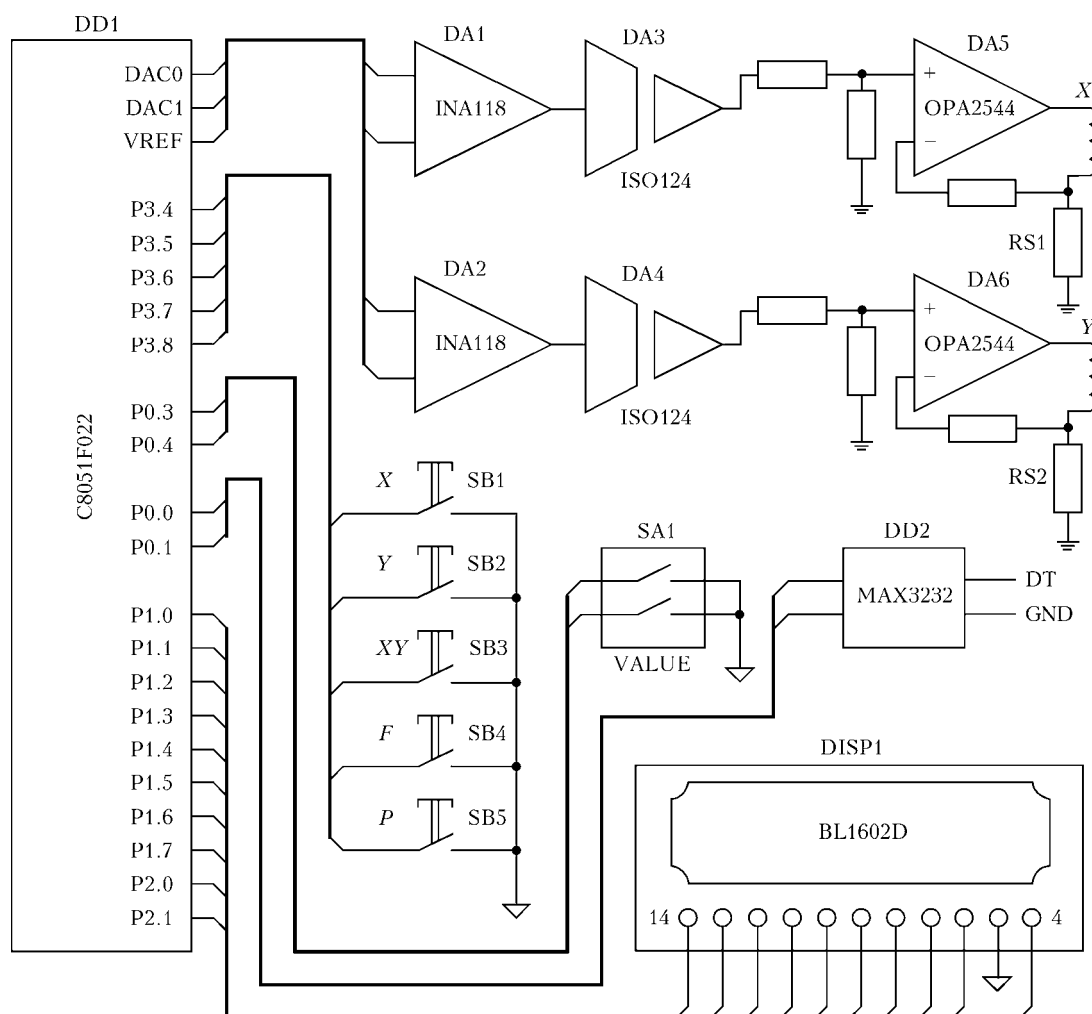 DD1
DAC0
DAC1
VREF
P3.4
P3.5
P3.6
P3.7
P3.8
P0.3
P0.4
P0.0
P0.1
P1.0
P1.1
P1.2
P1.3
P1.4
P1.5
P1.6
P1.7
P2.0
P2.1
C8051F022
DA1
INA118
DA3
ISO124
DA5
+
OPA2544
−
X
RS1
DA2
INA118
DA4
ISO124
DA6
+
OPA2544
−
Y
RS2
X SB1
Y SB2
XY SB3
F SB4
P SB5
SA1
VALUE
DD2
MAX3232
DT
GND
DISP1
BL1602D
14 4